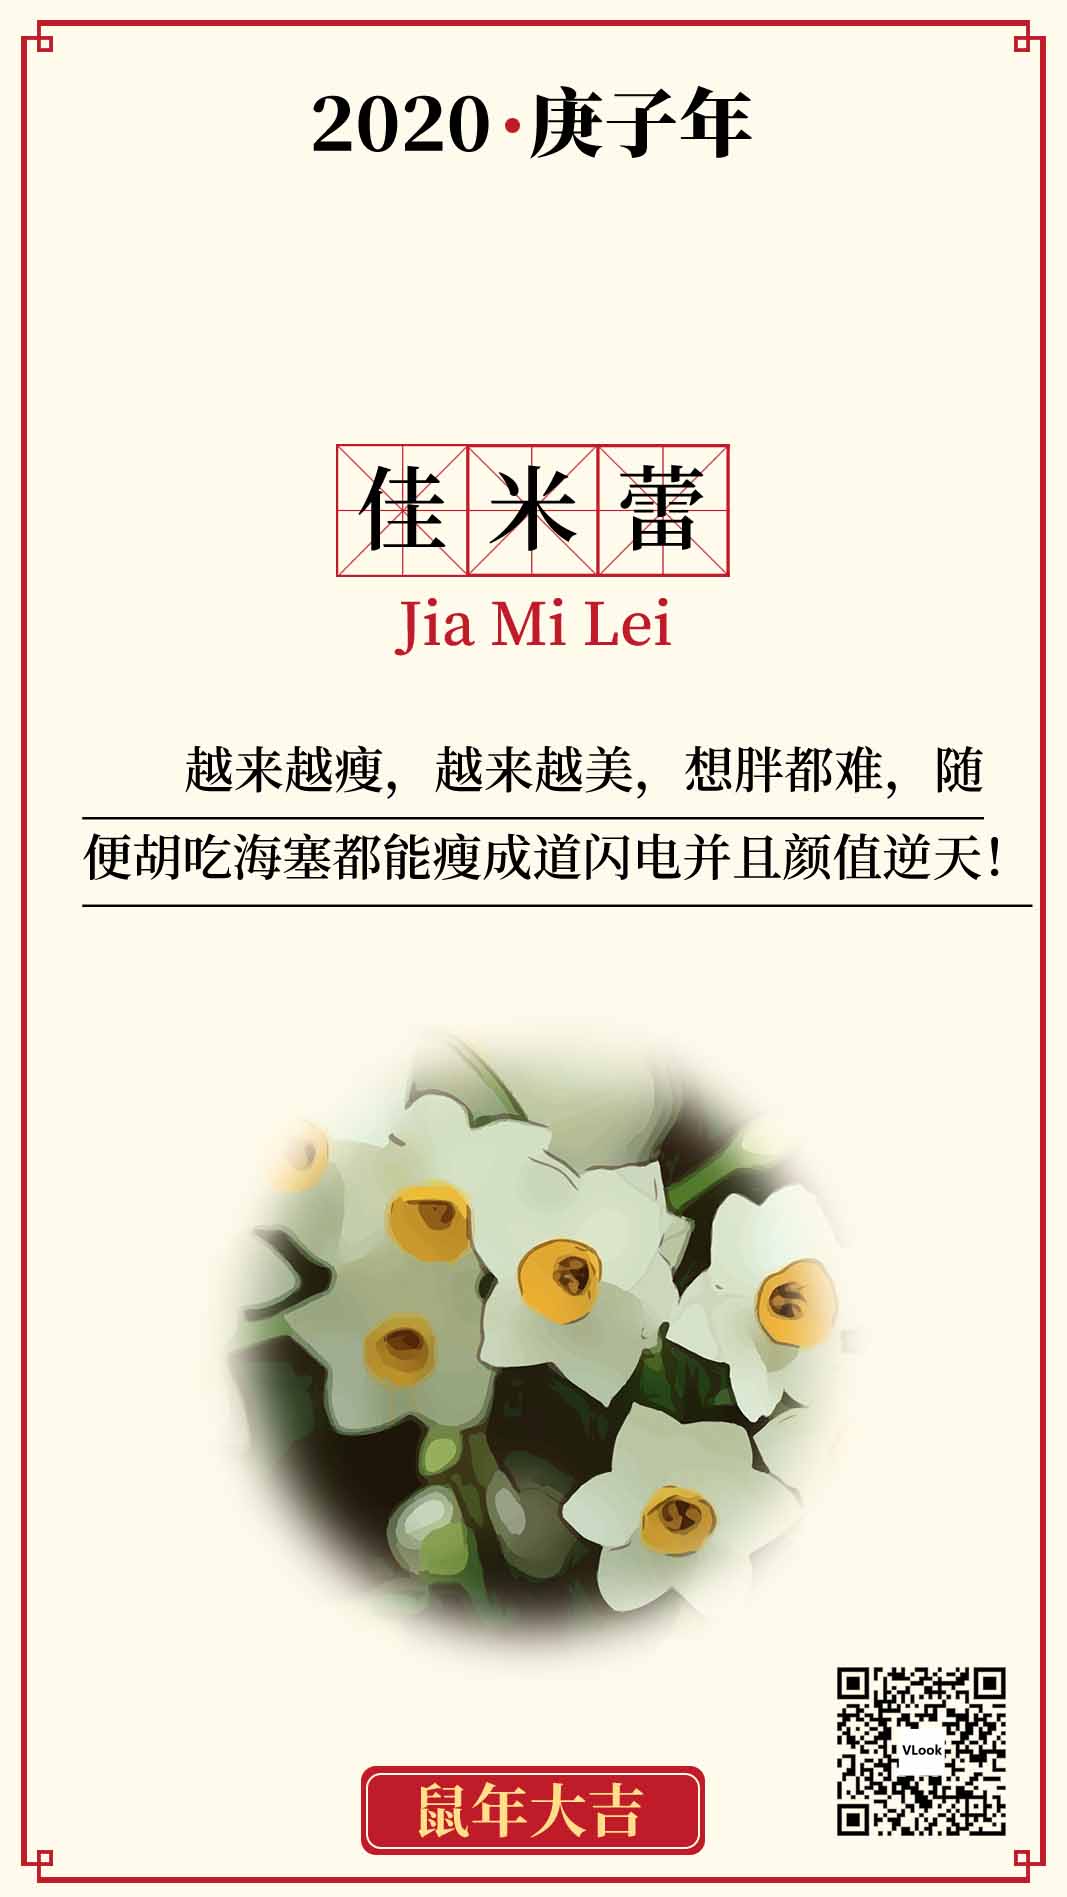 2020·庚子年
佳米蕾
Jia Mi Lei
越来越瘦，越来越美，想胖都难，随
便胡吃海塞都能瘦成道闪电并且颜值逆天！
VLook
鼠年大吉